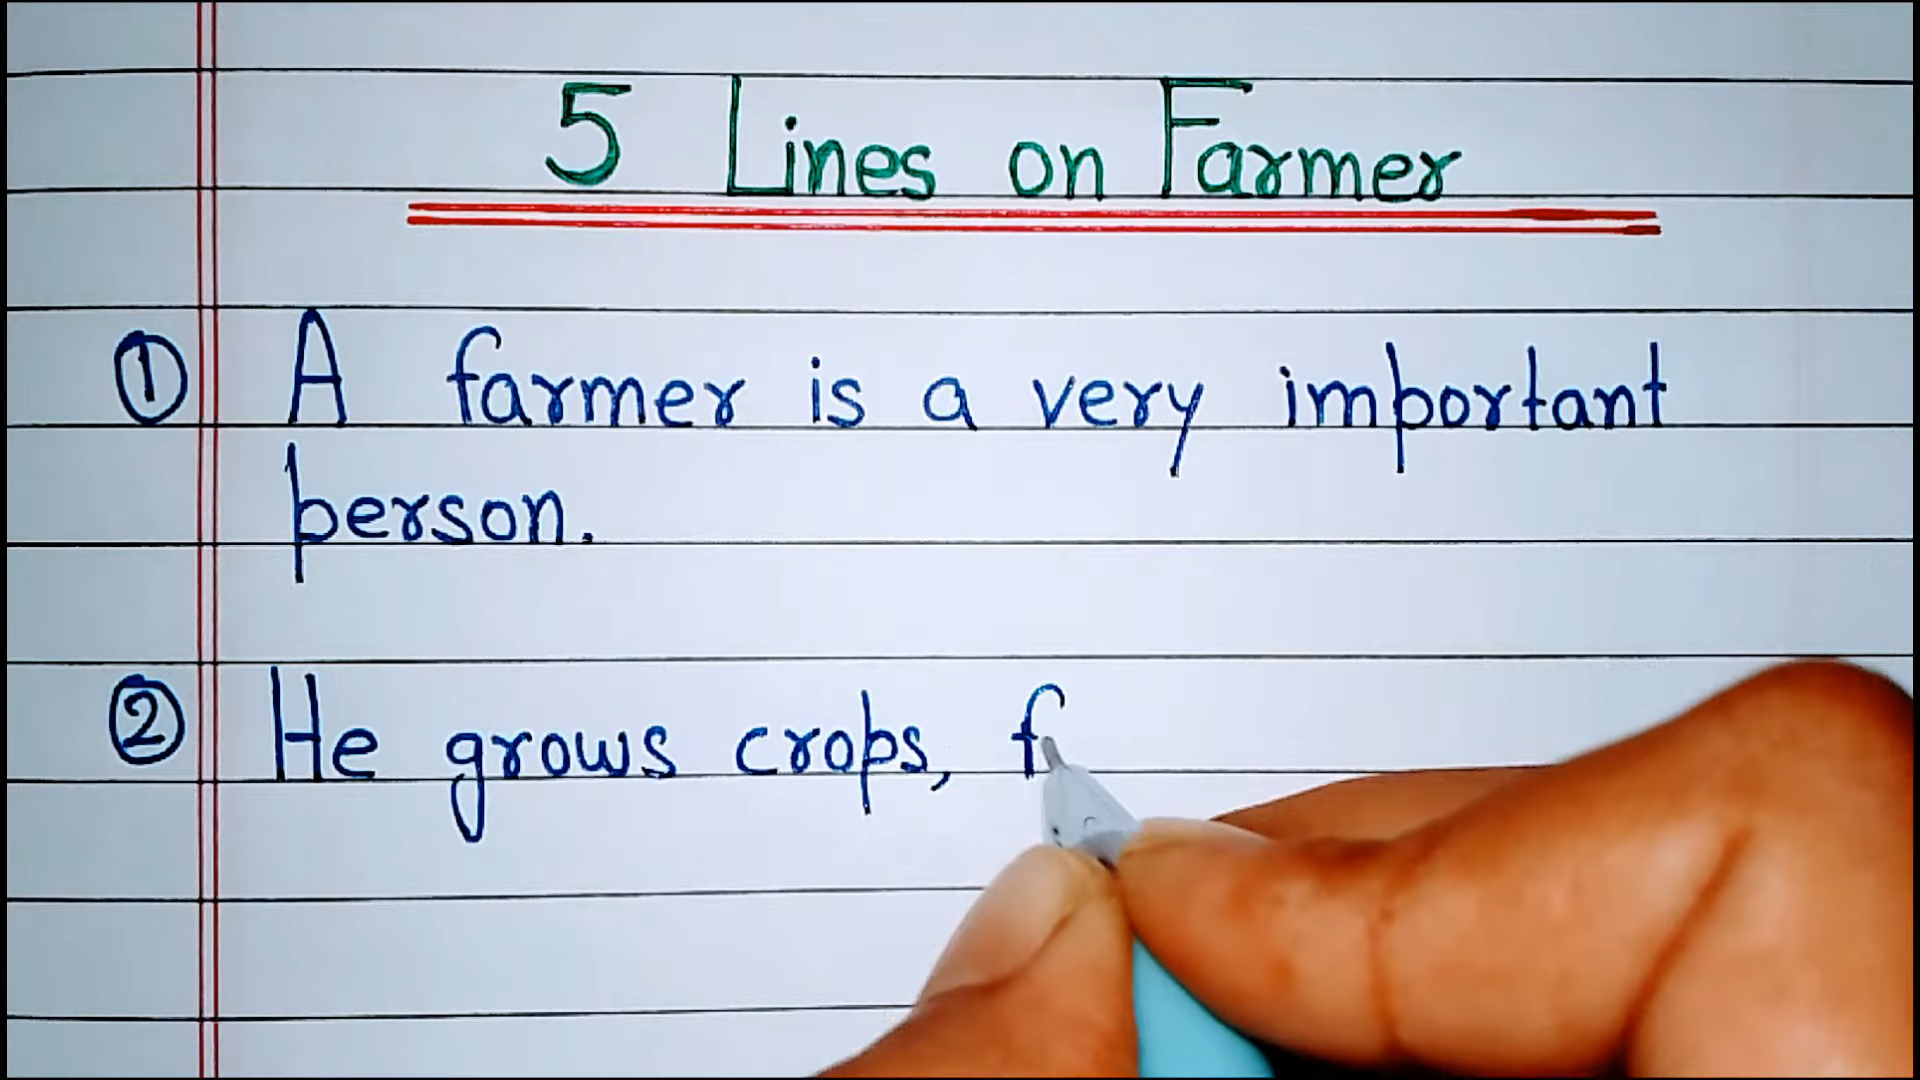 5 Lines on Farmer
① A farmer is a very important
person.
② He grows crops, f